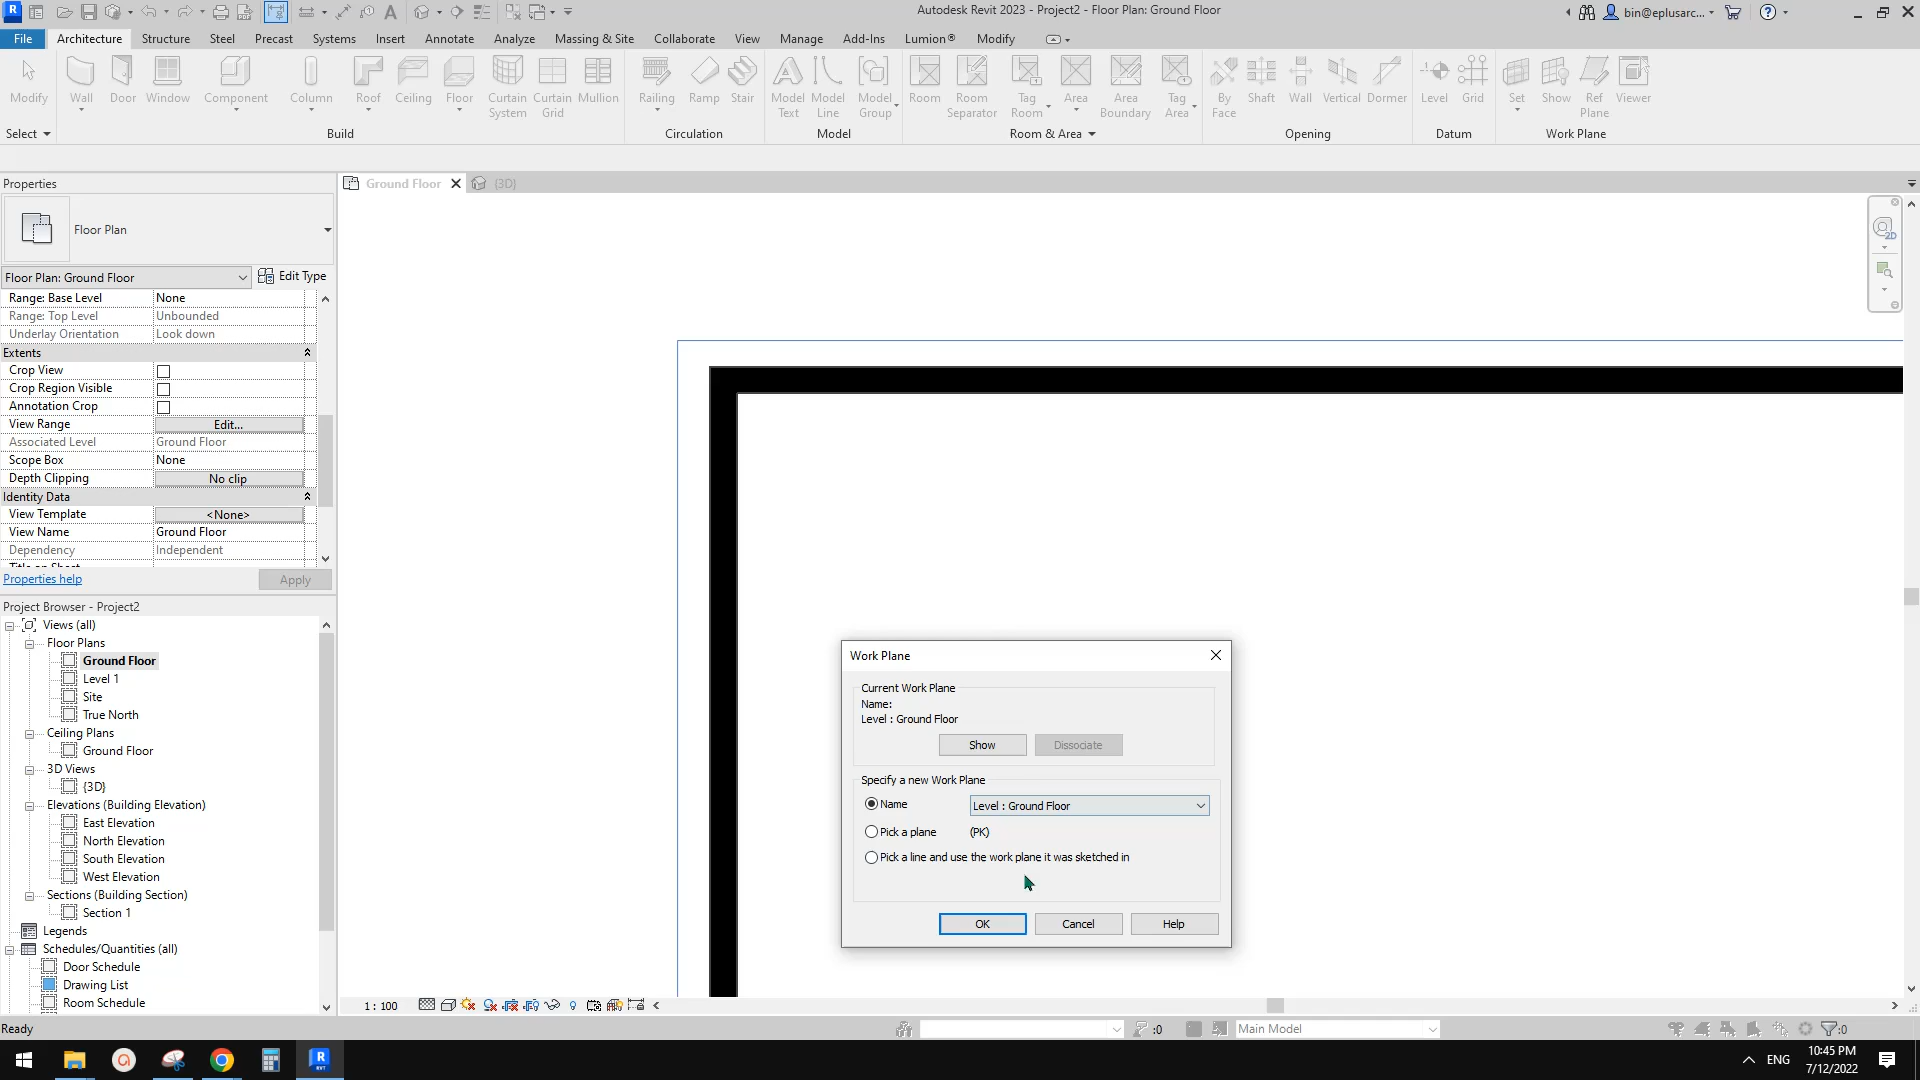 Autodesk Revit 2023 - Project2 - Floor Plan: Ground Floor
bin@eplusarc...
File Architecture Structure Steel Precast Systems Insert Annotate Analyze Massing & Site Collaborate View Manage Add-Ins Lumion® Modify
Modify Wall Door Window Component Column Roof Ceiling Floor Curtain System Curtain Grid Mullion Railing Ramp Stair Model Text Model Line Model Group Room Room Separator Tag Room Area Area Boundary Tag Area By Face Shaft Wall Vertical Dormer Level Grid Set Show Ref Plane Viewer
Select Build Circulation Model Room & Area Opening Datum Work Plane
Properties
Ground Floor {3D}
Floor Plan
Floor Plan: Ground Floor Edit Type
Range: Base Level None
Range: Top Level Unbounded
Underlay Orientation Look down
Extents
Crop View
Crop Region Visible
Annotation Crop
View Range Edit...
Associated Level Ground Floor
Scope Box None
Depth Clipping No clip
Identity Data
View Template <None>
View Name Ground Floor
Dependency Independent
Title on Sheet
Properties help Apply
Project Browser - Project2
Views (all)
Floor Plans
Ground Floor
Level 1
Site
True North
Ceiling Plans
Ground Floor
3D Views
{3D}
Elevations (Building Elevation)
East Elevation
North Elevation
South Elevation
West Elevation
Sections (Building Section)
Section 1
Legends
Schedules/Quantities (all)
Door Schedule
Drawing List
Room Schedule
Work Plane
Current Work Plane
Name:
Level : Ground Floor
Show Dissociate
Specify a new Work Plane
Name Level : Ground Floor
Pick a plane (PK)
Pick a line and use the work plane it was sketched in
OK Cancel Help
2D
1 : 100
Ready :0 Main Model :0
ENG
10:45 PM
7/12/2022